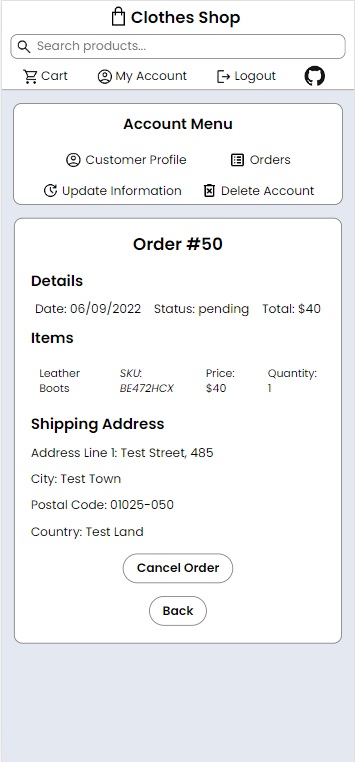 Clothes Shop
Search products...
Cart My Account Logout
Account Menu
Customer Profile Orders
Update Information Delete Account
Order #50
Details
Date: 06/09/2022 Status: pending Total: $40
Items
Leather SKU: Price: Quantity:
Boots BE472HCX $40 1
Shipping Address
Address Line 1: Test Street, 485
City: Test Town
Postal Code: 01025-050
Country: Test Land
Cancel Order
Back